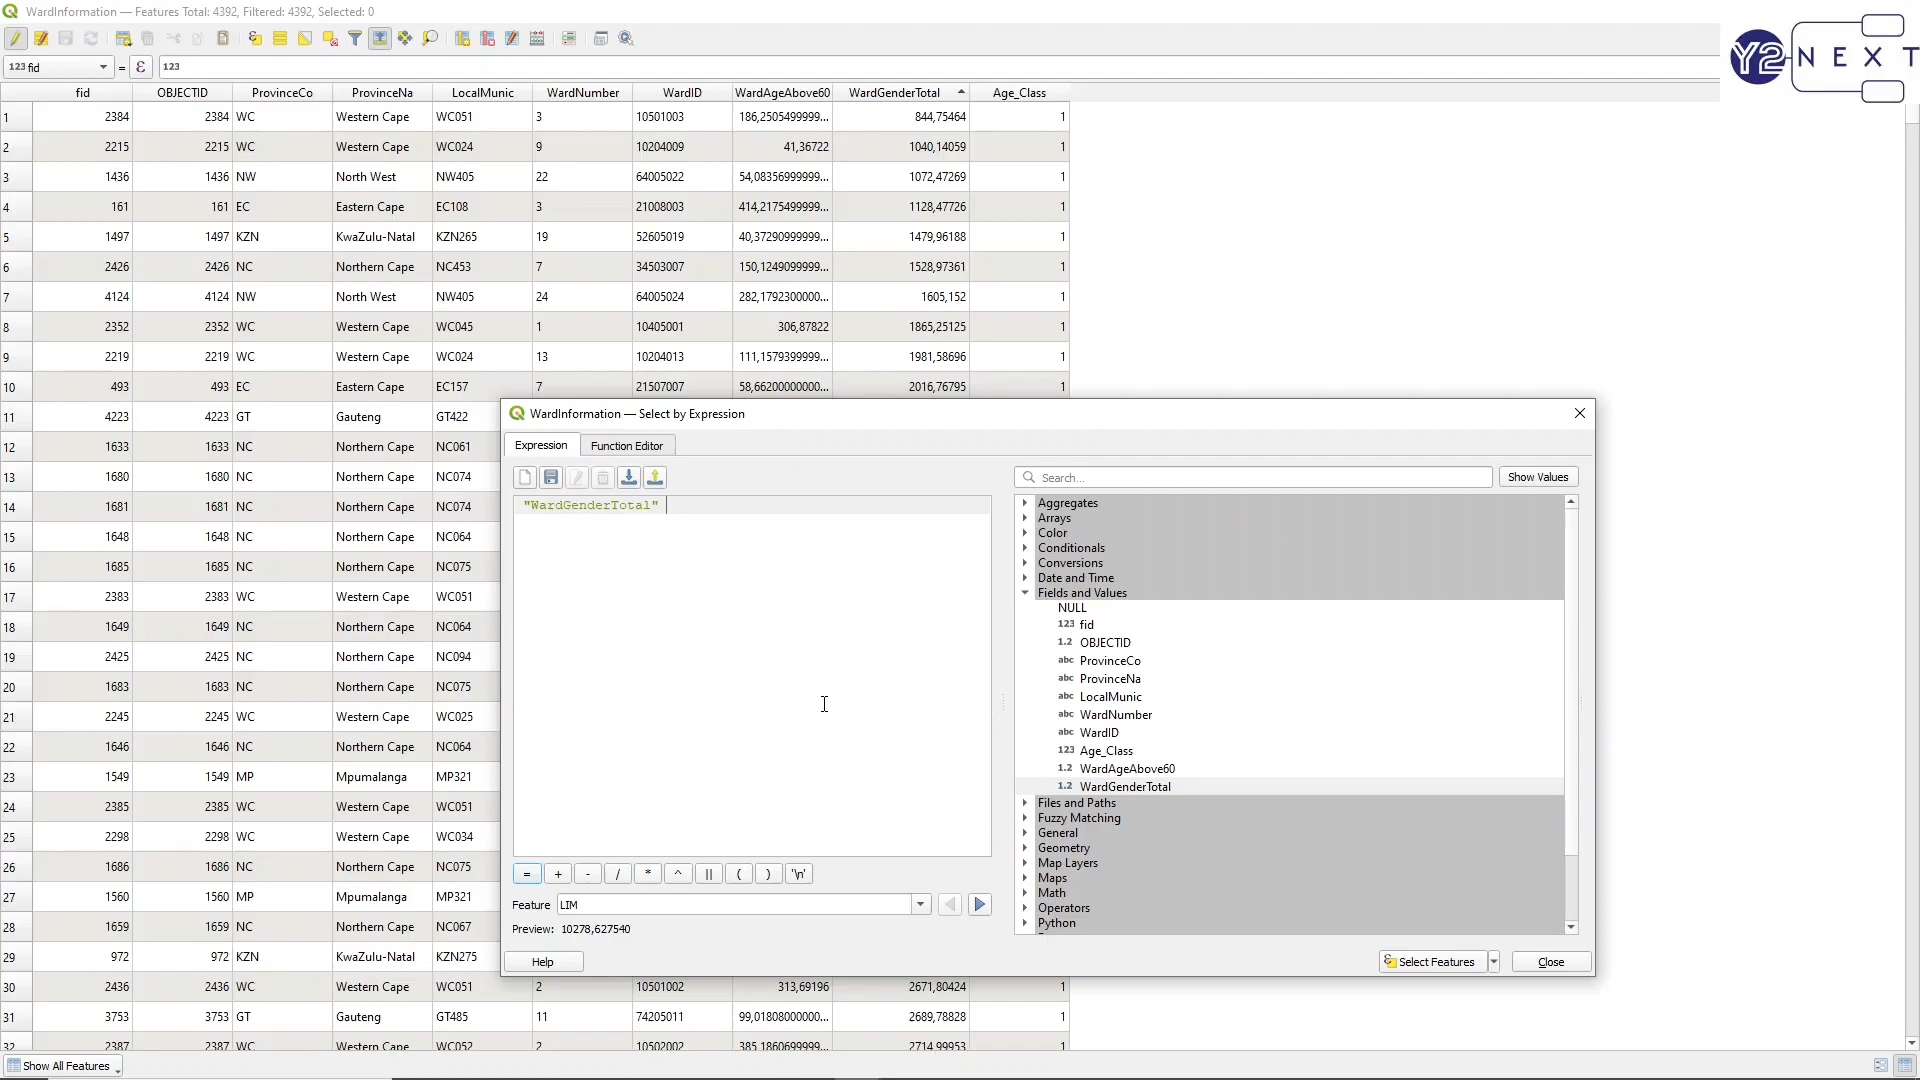 WardInformation — Features Total: 4392, Filtered: 4392, Selected: 0
Y2 NEXT
123 fid = ε 123
fid OBJECTID ProvinceCo ProvinceNa LocalMunic WardNumber WardID WardAgeAbove60 WardGenderTotal Age_Class
1 2384 2384 WC Western Cape WC051 3 10501003 186,2505499999... 844,75464 1
2 2215 2215 WC Western Cape WC024 9 10204009 41,36722 1040,14059 1
3 1436 1436 NW North West NW405 22 64005022 54,08356999999... 1072,47269 1
4 161 161 EC Eastern Cape EC108 3 21008003 414,2175499999... 1128,47726 1
5 1497 1497 KZN KwaZulu-Natal KZN265 19 52605019 40,37290999999... 1479,96188 1
6 2426 2426 NC Northern Cape NC453 7 34503007 150,1249099999... 1528,97361 1
7 4124 4124 NW North West NW405 24 64005024 282,1792300000... 1605,152 1
8 2352 2352 WC Western Cape WC045 1 10405001 306,87822 1865,25125 1
9 2219 2219 WC Western Cape WC024 13 10204013 111,1579399999... 1981,58696 1
10 493 493 EC Eastern Cape EC157 7 21507007 58,66200000000... 2016,76795 1
11 4223 4223 GT Gauteng GT422
12 1633 1633 NC Northern Cape NC061
13 1680 1680 NC Northern Cape NC074
14 1681 1681 NC Northern Cape NC074
15 1648 1648 NC Northern Cape NC064
16 1685 1685 NC Northern Cape NC075
17 2383 2383 WC Western Cape WC051
18 1649 1649 NC Northern Cape NC064
19 2425 2425 NC Northern Cape NC094
20 1683 1683 NC Northern Cape NC075
21 2245 2245 WC Western Cape WC025
22 1646 1646 NC Northern Cape NC064
23 1549 1549 MP Mpumalanga MP321
24 2385 2385 WC Western Cape WC051
25 2298 2298 WC Western Cape WC034
26 1686 1686 NC Northern Cape NC075
27 1560 1560 MP Mpumalanga MP321
28 1659 1659 NC Northern Cape NC067
29 972 972 KZN KwaZulu-Natal KZN275
30 2436 2436 WC Western Cape WC051 2 10501002 313,69196 2671,80424 1
31 3753 3753 GT Gauteng GT485 11 74205011 99,01808000000... 2689,78828 1
32 2387 2387 WC Western Cape WC052 2 10502002 385,1860699999... 2714,99953 1
Show All Features
WardInformation — Select by Expression
Expression Function Editor
"WardGenderTotal"
= + - / * ^ || ( ) '\n'
Feature LIM
Preview: 10278,627540
Help
Search... Show Values
Aggregates
Arrays
Color
Conditionals
Conversions
Date and Time
Fields and Values
NULL
123 fid
1.2 OBJECTID
abc ProvinceCo
abc ProvinceNa
abc LocalMunic
abc WardNumber
abc WardID
123 Age_Class
1.2 WardAgeAbove60
1.2 WardGenderTotal
Files and Paths
Fuzzy Matching
General
Geometry
Map Layers
Maps
Math
Operators
Python
Select Features Close